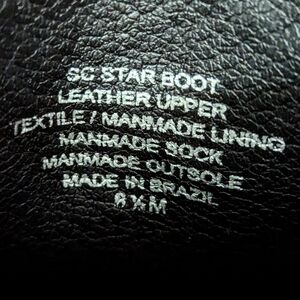 SC STAR BOOT
LEATHER UPPER
TEXTILE / MANMADE LINING
MANMADE SOCK
MANMADE OUTSOLE
MADE IN BRAZIL
6 ½ M